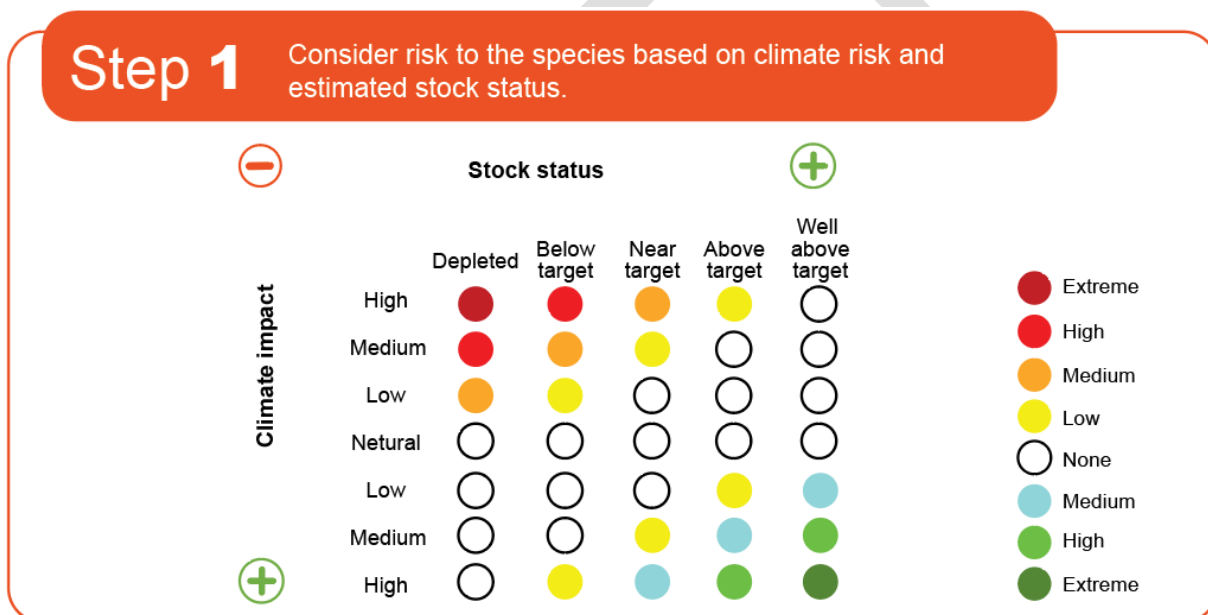 Step 1
Consider risk to the species based on climate risk and
estimated stock status.
Stock status
Climate impact
Depleted
Below
target
Near
target
Above
target
Well
above
target
High
Medium
Low
Netural
Low
Medium
High
Extreme
High
Medium
Low
None
Medium
High
Extreme